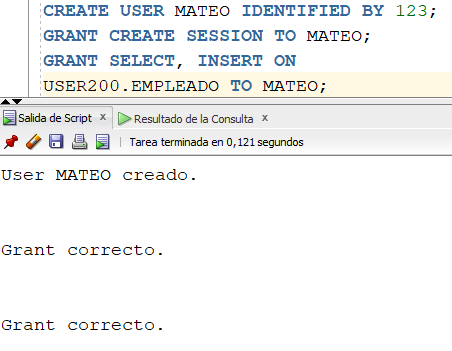 CREATE USER MATEO IDENTIFIED BY 123;
GRANT CREATE SESSION TO MATEO;
GRANT SELECT, INSERT ON
USER200.EMPLEADO TO MATEO;
Salida de Script x Resultado de la Consulta x
Tarea terminada en 0,121 segundos
User MATEO creado.
Grant correcto.
Grant correcto.